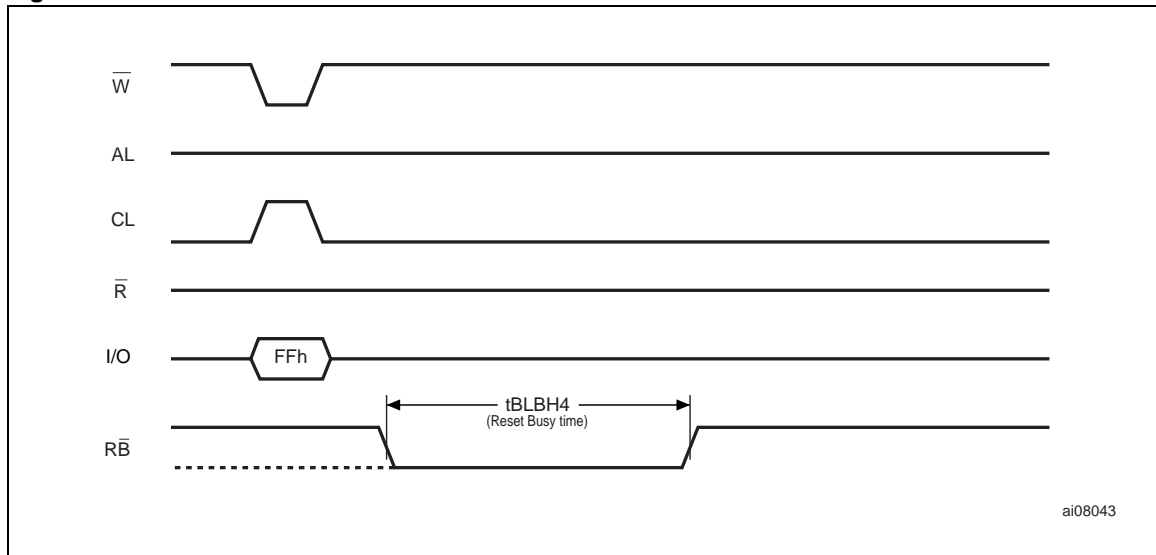 W̅
AL
CL
R̅
I/O
FFh
tBLBH4
(Reset Busy time)
RB̅
ai08043